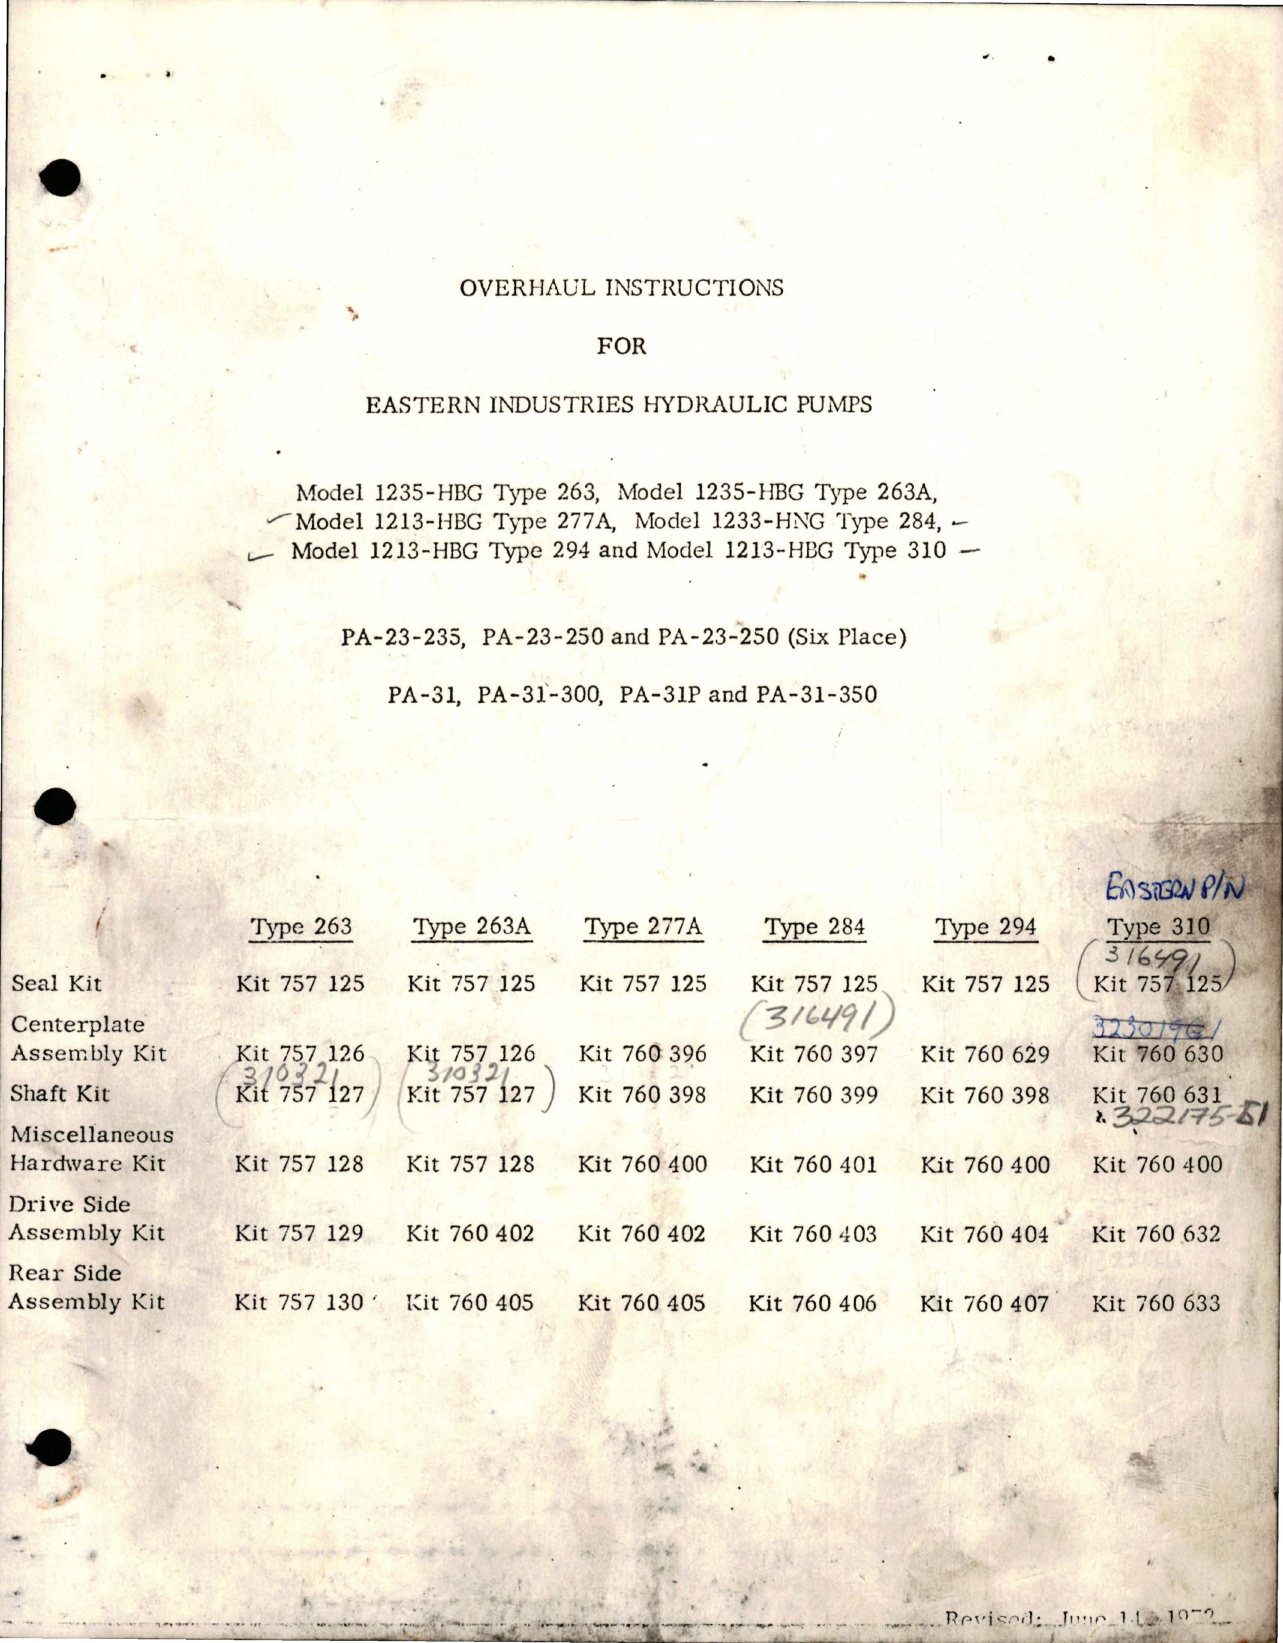 OVERHAUL INSTRUCTIONS
FOR
EASTERN INDUSTRIES HYDRAULIC PUMPS
Model 1235-HBG Type 263, Model 1235-HBG Type 263A,
Model 1213-HBG Type 277A, Model 1233-HNG Type 284,
Model 1213-HBG Type 294 and Model 1213-HBG Type 310
PA-23-235, PA-23-250 and PA-23-250 (Six Place)
PA-31, PA-31-300, PA-31P and PA-31-350
EASTERN P/N
Type 263 Type 263A Type 277A Type 284 Type 294 Type 310
316491
Seal Kit Kit 757 125 Kit 757 125 Kit 757 125 Kit 757 125 Kit 757 125 Kit 757 125
(316491)
Centerplate
Assembly Kit Kit 757 126 Kit 757 126 Kit 760 396 Kit 760 397 Kit 760 629 Kit 760 630
310321 310321
Shaft Kit Kit 757 127 Kit 757 127 Kit 760 398 Kit 760 399 Kit 760 398 Kit 760 631
Miscellaneous
Hardware Kit Kit 757 128 Kit 757 128 Kit 760 400 Kit 760 401 Kit 760 400 Kit 760 400
Drive Side
Assembly Kit Kit 757 129 Kit 760 402 Kit 760 402 Kit 760 403 Kit 760 404 Kit 760 632
Rear Side
Assembly Kit Kit 757 130 Kit 760 405 Kit 760 405 Kit 760 406 Kit 760 407 Kit 760 633
Revised: June 14, 1972